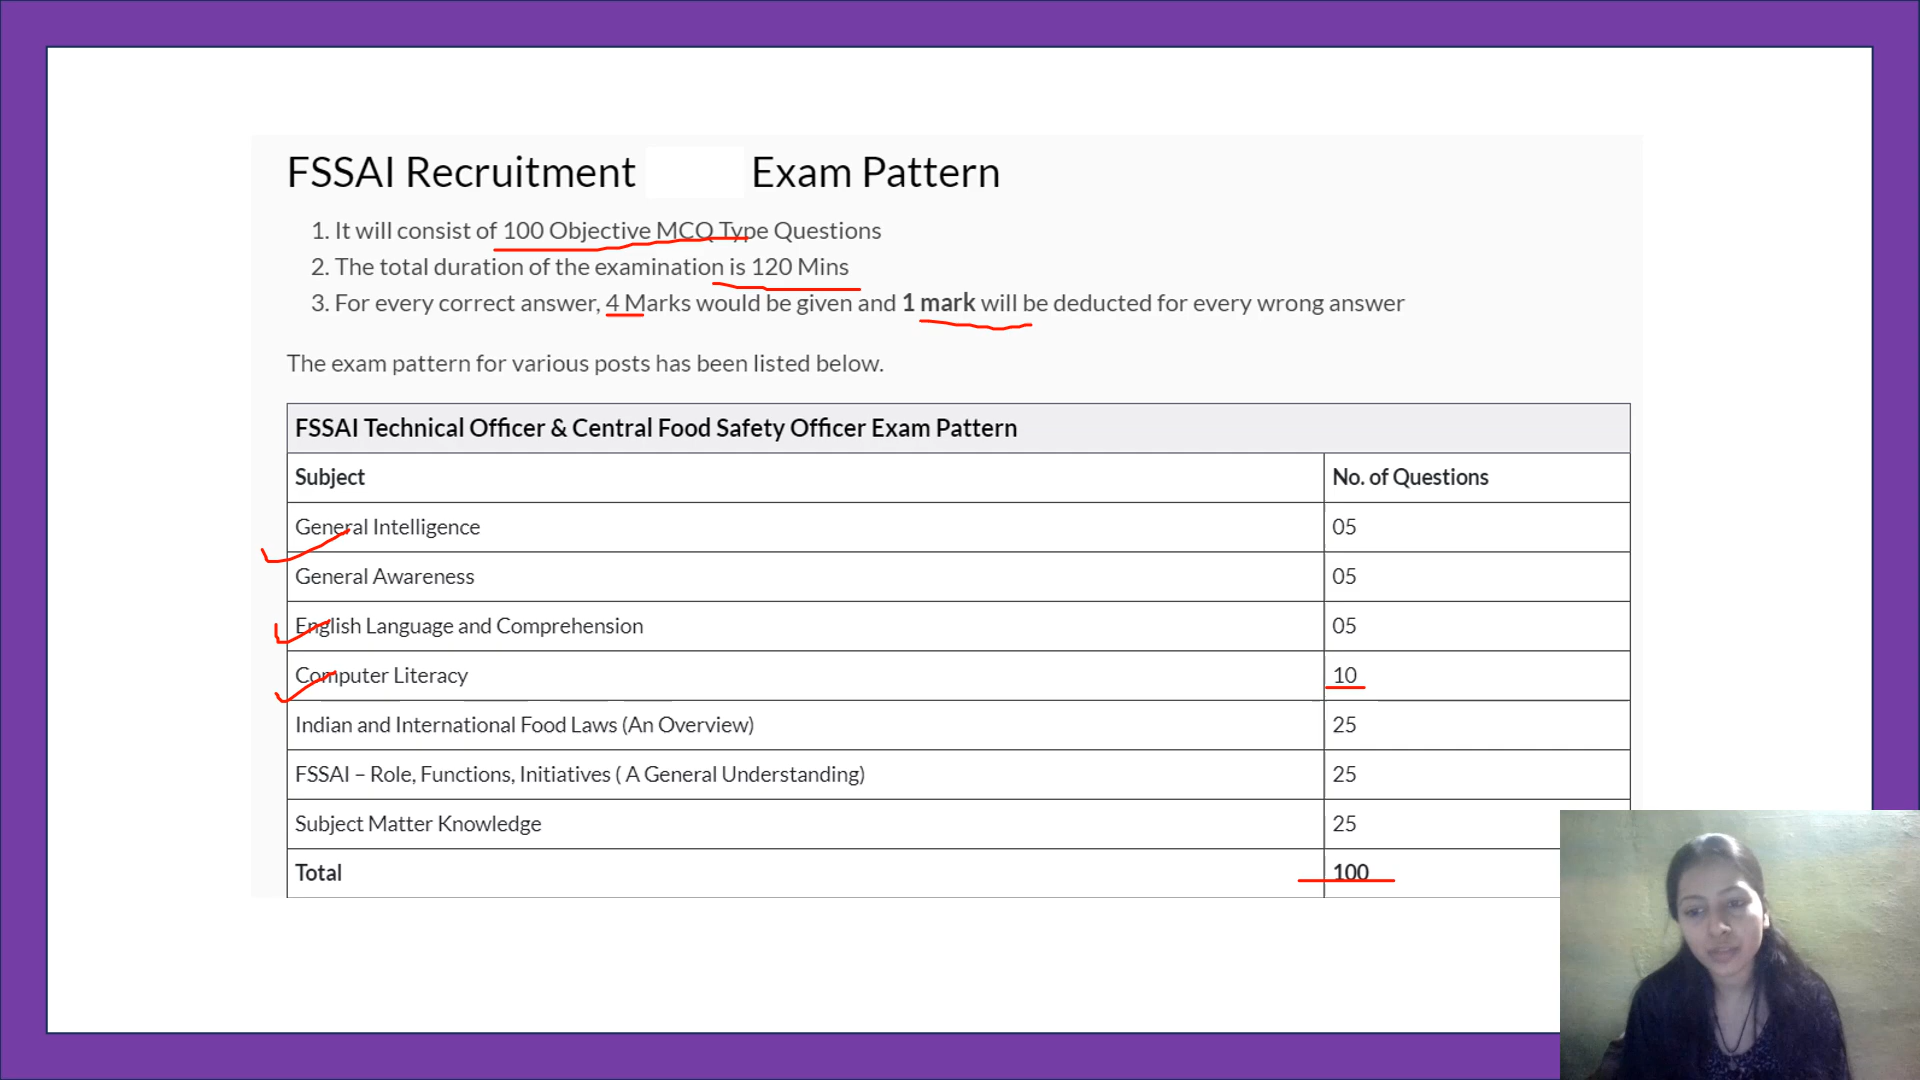 FSSAI Recruitment Exam Pattern
1. It will consist of 100 Objective MCQ Type Questions
2. The total duration of the examination is 120 Mins
3. For every correct answer, 4 Marks would be given and 1 mark will be deducted for every wrong answer
The exam pattern for various posts has been listed below.
FSSAI Technical Officer & Central Food Safety Officer Exam Pattern
Subject No. of Questions
General Intelligence 05
General Awareness 05
English Language and Comprehension 05
Computer Literacy 10
Indian and International Food Laws (An Overview) 25
FSSAI – Role, Functions, Initiatives ( A General Understanding) 25
Subject Matter Knowledge 25
Total 100